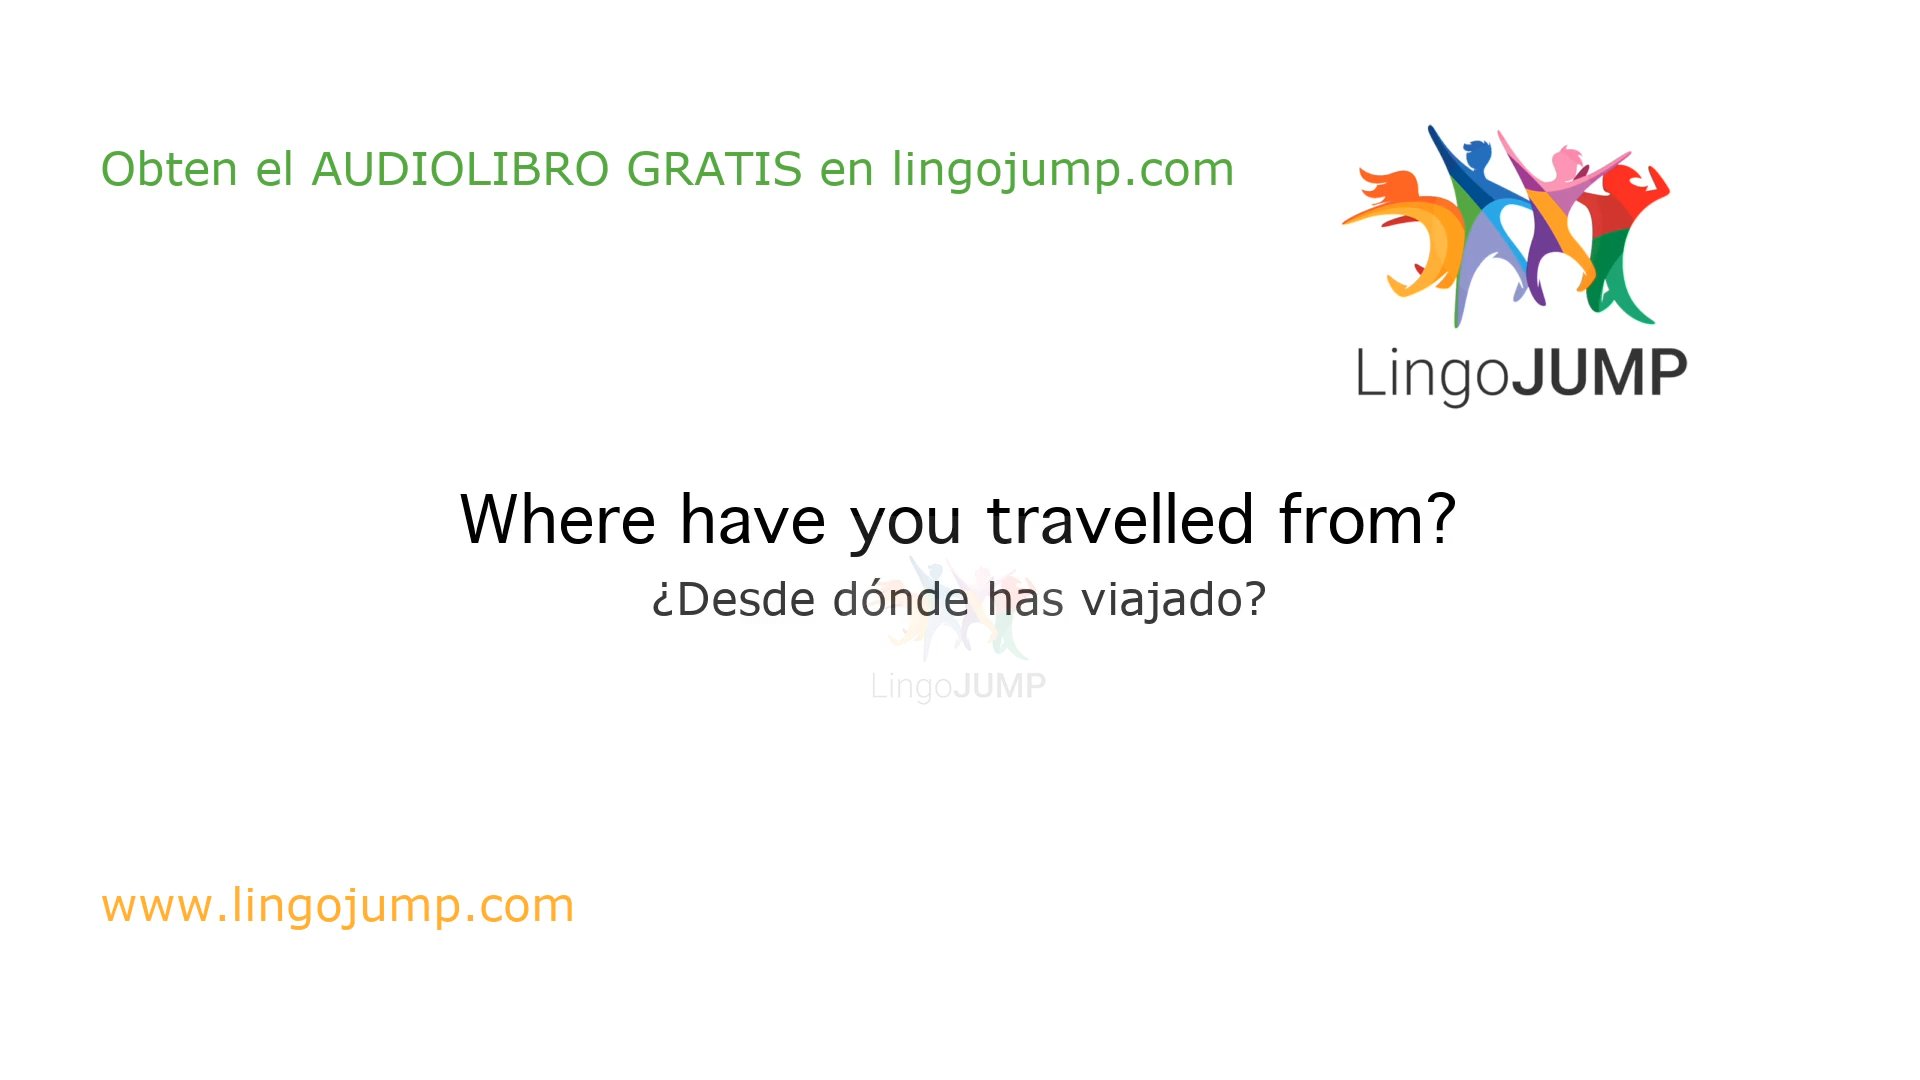 Obten el AUDIOLIBRO GRATIS en lingojump.com
LingoJUMP
Where have you travelled from?
¿Desde dónde has viajado?
LingoJUMP
www.lingojump.com